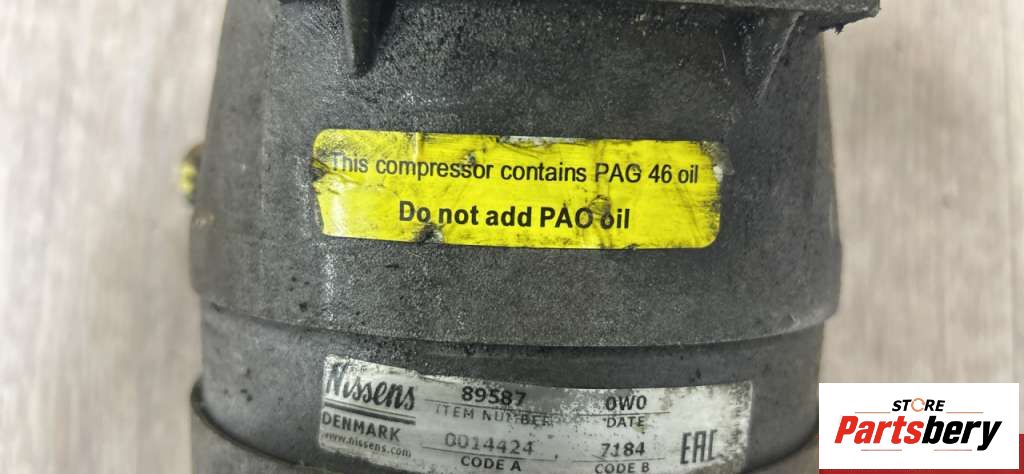 This compressor contains PAG 46 oil
Do not add PAO oil
Nissens
DENMARK
www.nissens.com
89587
ITEM NUMBER
0W0
DATE
0014424
CODE A
7184
CODE B
EAC
STORE
Partsbery